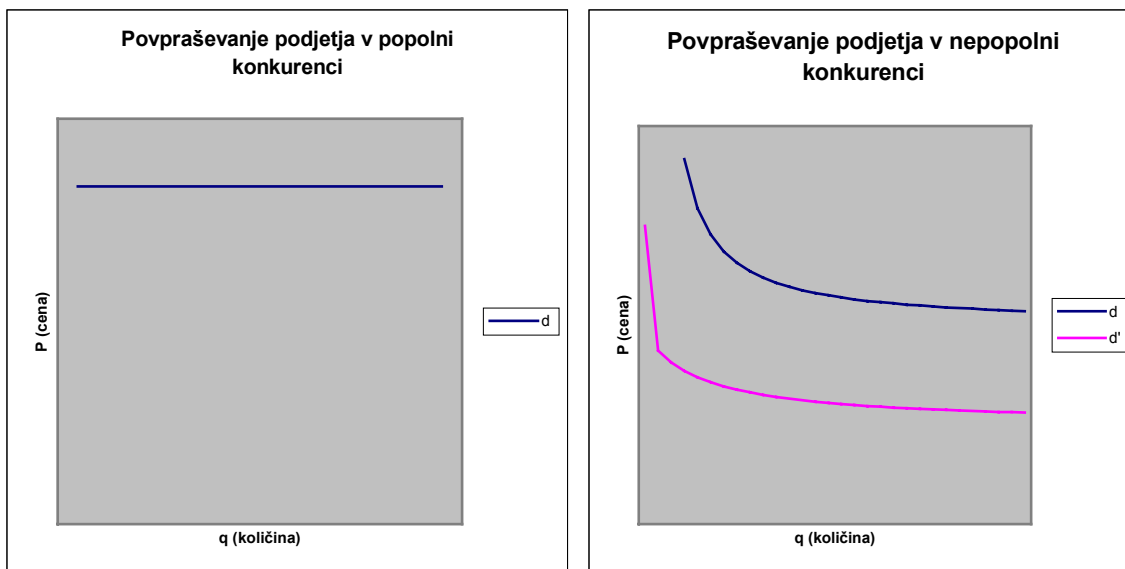 Povpraševanje podjetja v popolni
konkurenci
P (cena)
q (količina)
d
Povpraševanje podjetja v nepopolni
konkurenci
P (cena)
q (količina)
d
d'